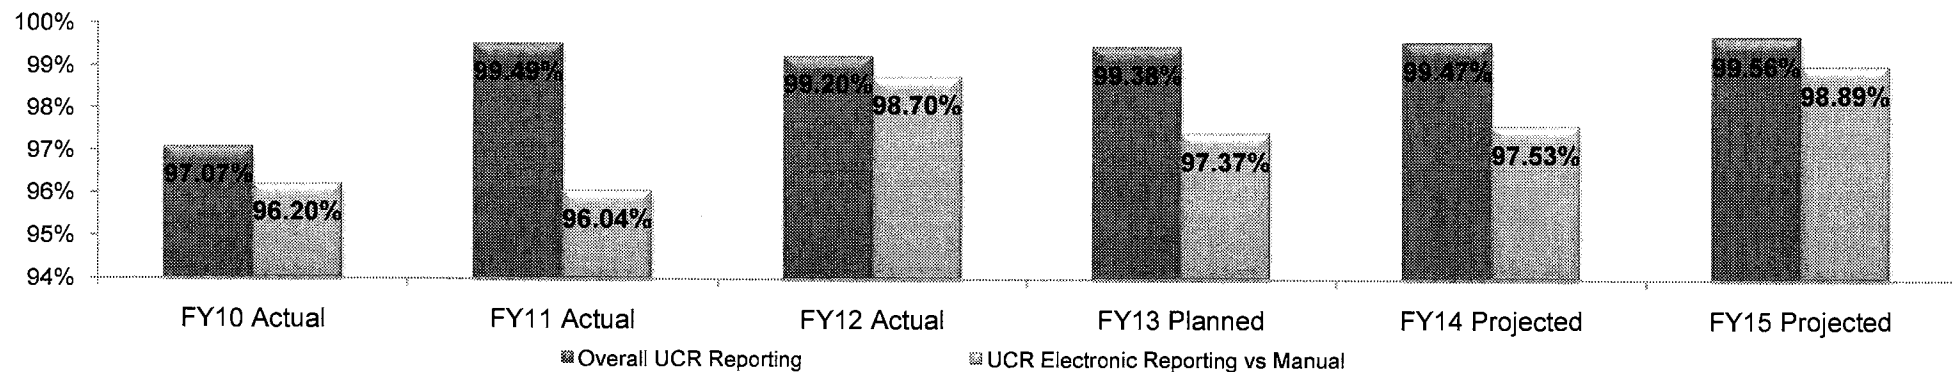 100%
99%
98%
97%
96%
95%
94%
97.07%
96.20%
99.49%
96.04%
99.20%
98.70%
99.38%
97.37%
99.47%
97.53%
99.56%
98.89%
FY10 Actual
FY11 Actual
FY12 Actual
FY13 Planned
FY14 Projected
FY15 Projected
Overall UCR Reporting
UCR Electronic Reporting vs Manual